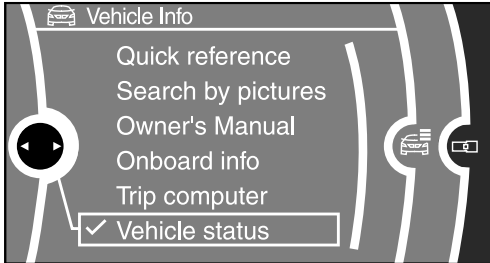 Vehicle Info
Quick reference
Search by pictures
Owner's Manual
Onboard info
Trip computer
Vehicle status